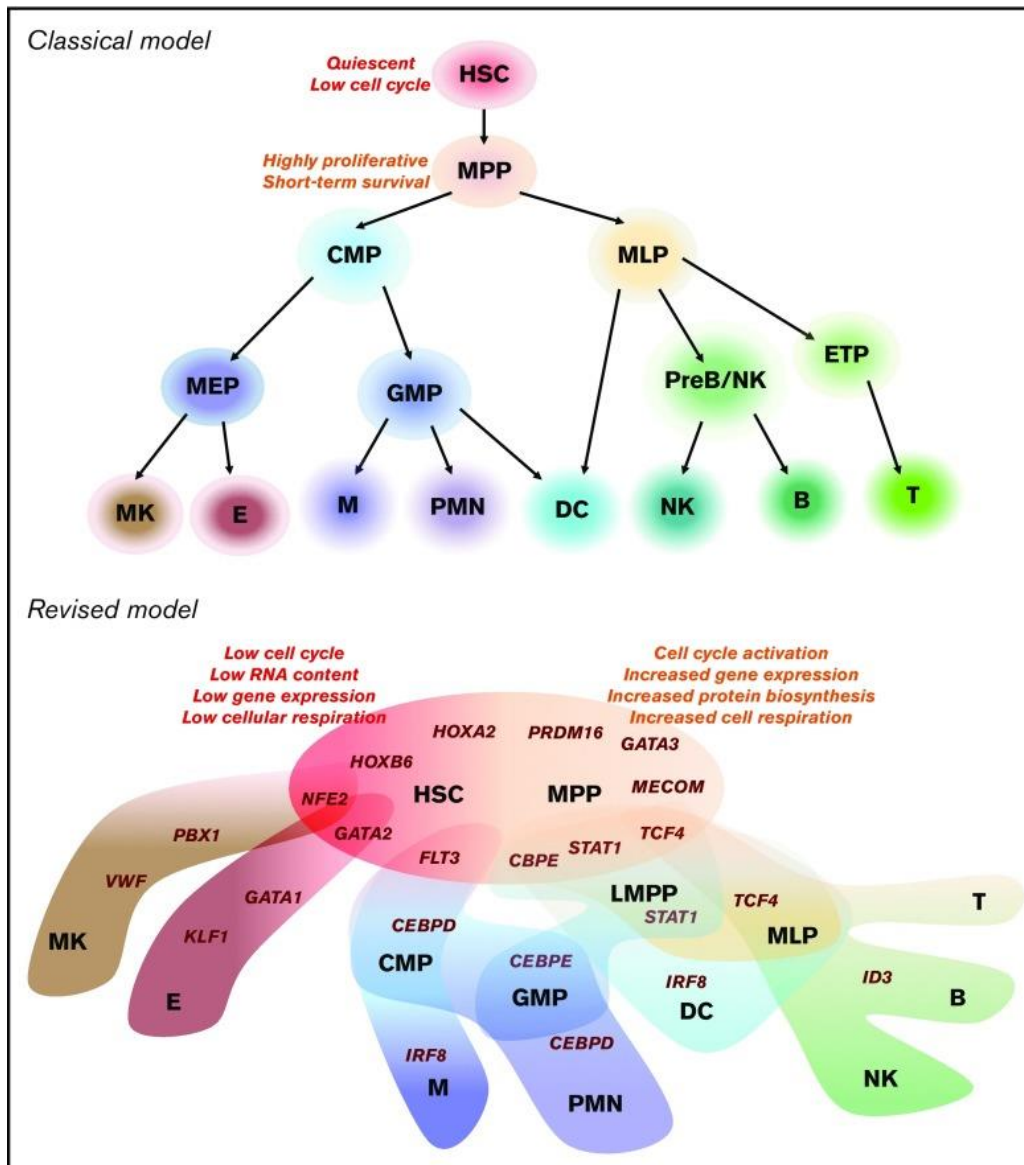 Classical model
Quiescent
Low cell cycle
HSC
Highly proliferative
Short-term survival
MPP
CMP
MLP
MEP
GMP
PreB/NK
ETP
MK
E
M
PMN
DC
NK
B
T
Revised model
Low cell cycle
Low RNA content
Low gene expression
Low cellular respiration
Cell cycle activation
Increased gene expression
Increased protein biosynthesis
Increased cell respiration
HOXA2
PRDM16
GATA3
HOXB6
NFE2
HSC
MPP
MECOM
PBX1
GATA2
FLT3
CBPE
STAT1
TCF4
VWF
GATA1
LMPP
STAT1
TCF4
T
MK
KLF1
CEBPD
CMP
CEBPE
GMP
MLP
E
IRF8
DC
ID3
B
IRF8
M
CEBPD
PMN
NK